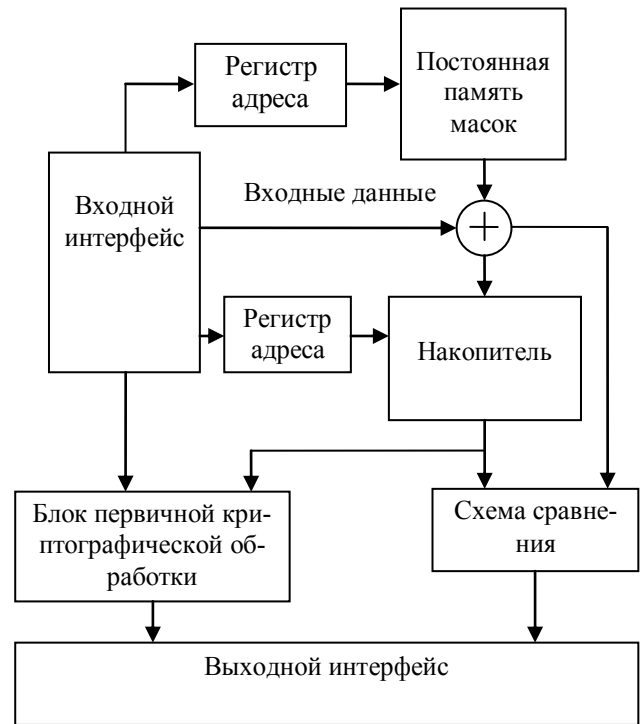 Регистр
адреса
Постоянная
память
масок
Входной
интерфейс
Входные данные
Регистр
адреса
Накопитель
Блок первичной кри-
птографической об-
работки
Схема сравне-
ния
Выходной интерфейс